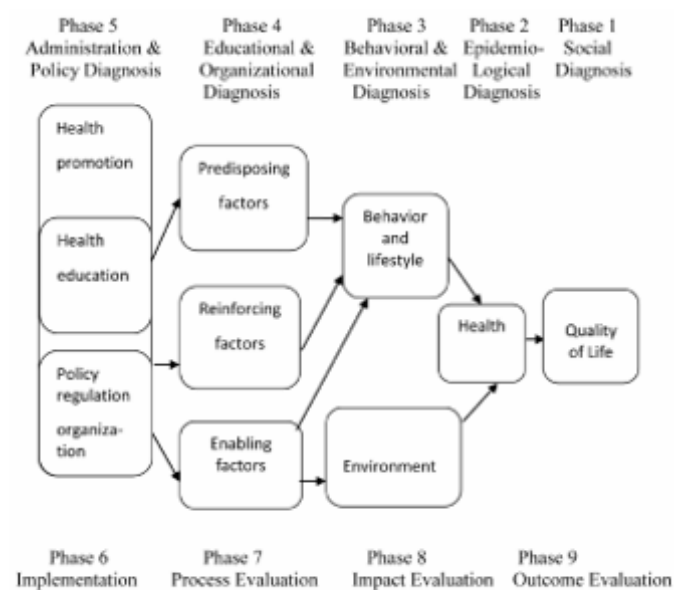 Phase 5
Administration &
Policy Diagnosis
Phase 4
Educational &
Organizational
Diagnosis
Phase 3
Behavioral &
Environmental
Diagnosis
Phase 2
Epidemio-
Logical
Diagnosis
Phase 1
Social
Diagnosis
Health
promotion
Health
education
Policy
regulation
organiza-
tion
Predisposing
factors
Reinforcing
factors
Enabling
factors
Behavior
and
lifestyle
Environment
Health
Quality
of Life
Phase 6
Implementation
Phase 7
Process Evaluation
Phase 8
Impact Evaluation
Phase 9
Outcome Evaluation